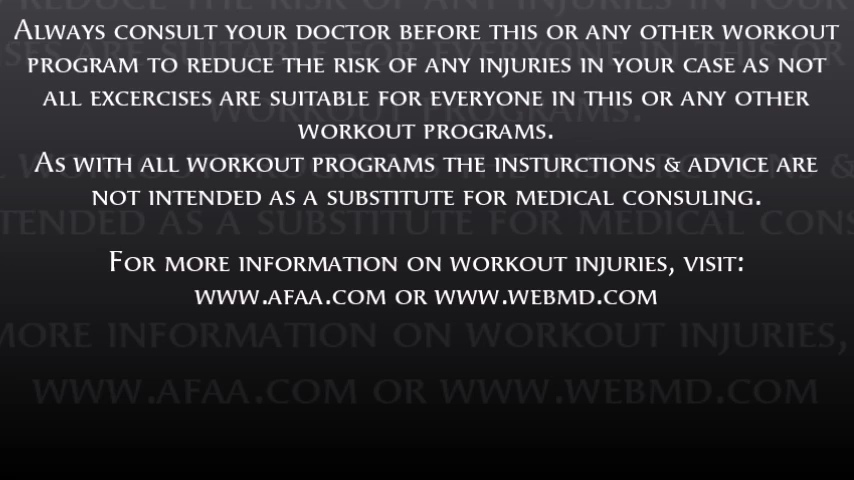 Always consult your doctor before this or any other workout
program to reduce the risk of any injuries in your case as not
all excercises are suitable for everyone in this or any other
workout programs.
As with all workout programs the insturctions & advice are
not intended as a substitute for medical consuling.
For more information on workout injuries, visit:
www.afaa.com or www.webmd.com